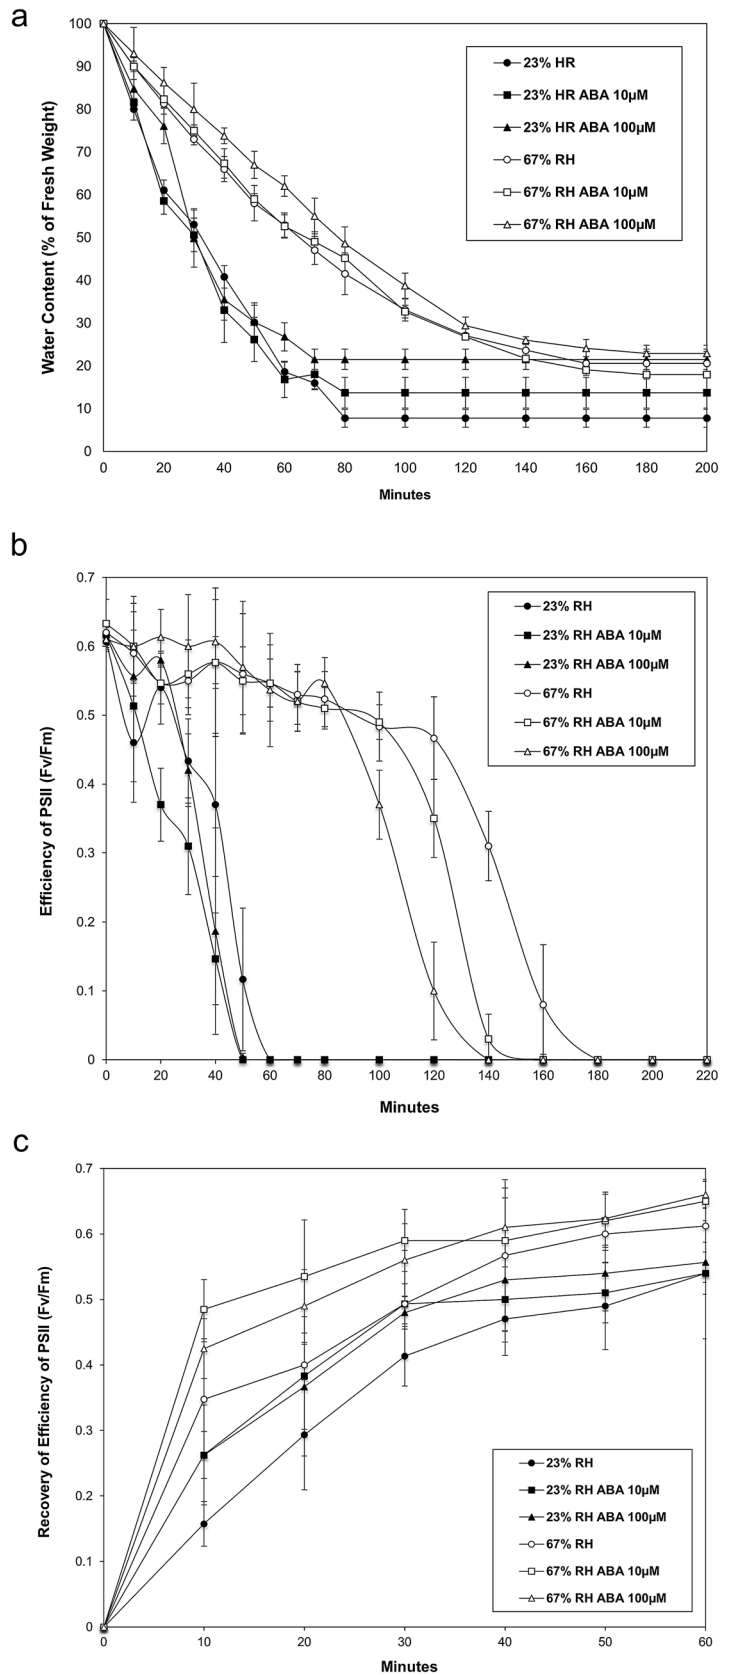 a
100
90
80
70
60
50
40
30
20
10
0
Water Content (% of Fresh Weight)
23% HR
23% HR ABA 10µM
23% HR ABA 100µM
67% RH
67% RH ABA 10µM
67% RH ABA 100µM
0 20 40 60 80 100 120 140 160 180 200
Minutes
b
0.7
0.6
0.5
0.4
0.3
0.2
0.1
0
Efficiency of PSII (Fv/Fm)
23% RH
23% RH ABA 10µM
23% RH ABA 100µM
67% RH
67% RH ABA 10µM
67% RH ABA 100µM
0 20 40 60 80 100 120 140 160 180 200 220
Minutes
c
0.7
0.6
0.5
0.4
0.3
0.2
0.1
0
Recovery of Efficiency of PSII (Fv/Fm)
23% RH
23% RH ABA 10µM
23% RH ABA 100µM
67% RH
67% RH ABA 10µM
67% RH ABA 100µM
0 10 20 30 40 50 60
Minutes